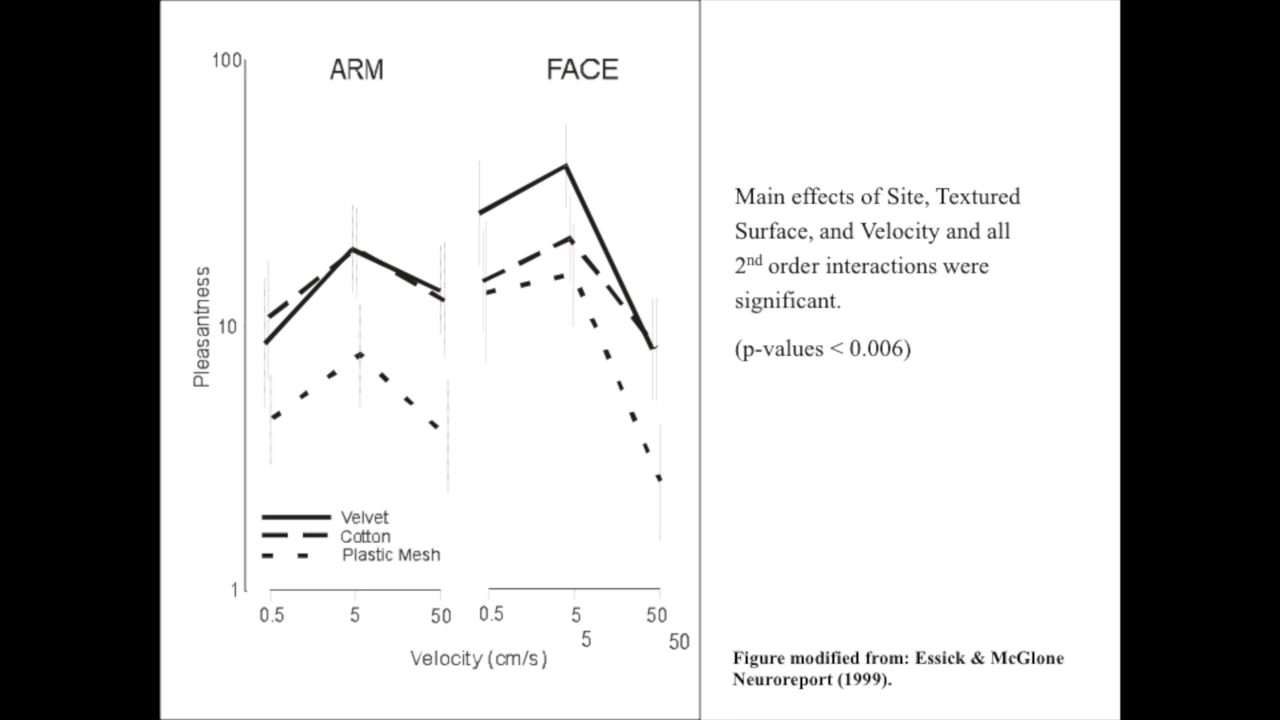 100
ARM
FACE
Pleasantness
10
Velvet
Cotton
Plastic Mesh
1
0.5 5 50 0.5 5 50
5 50
Velocity (cm/s)
Main effects of Site, Textured
Surface, and Velocity and all
2nd order interactions were
significant.
(p-values < 0.006)
Figure modified from: Essick & McGlone
Neuroreport (1999).